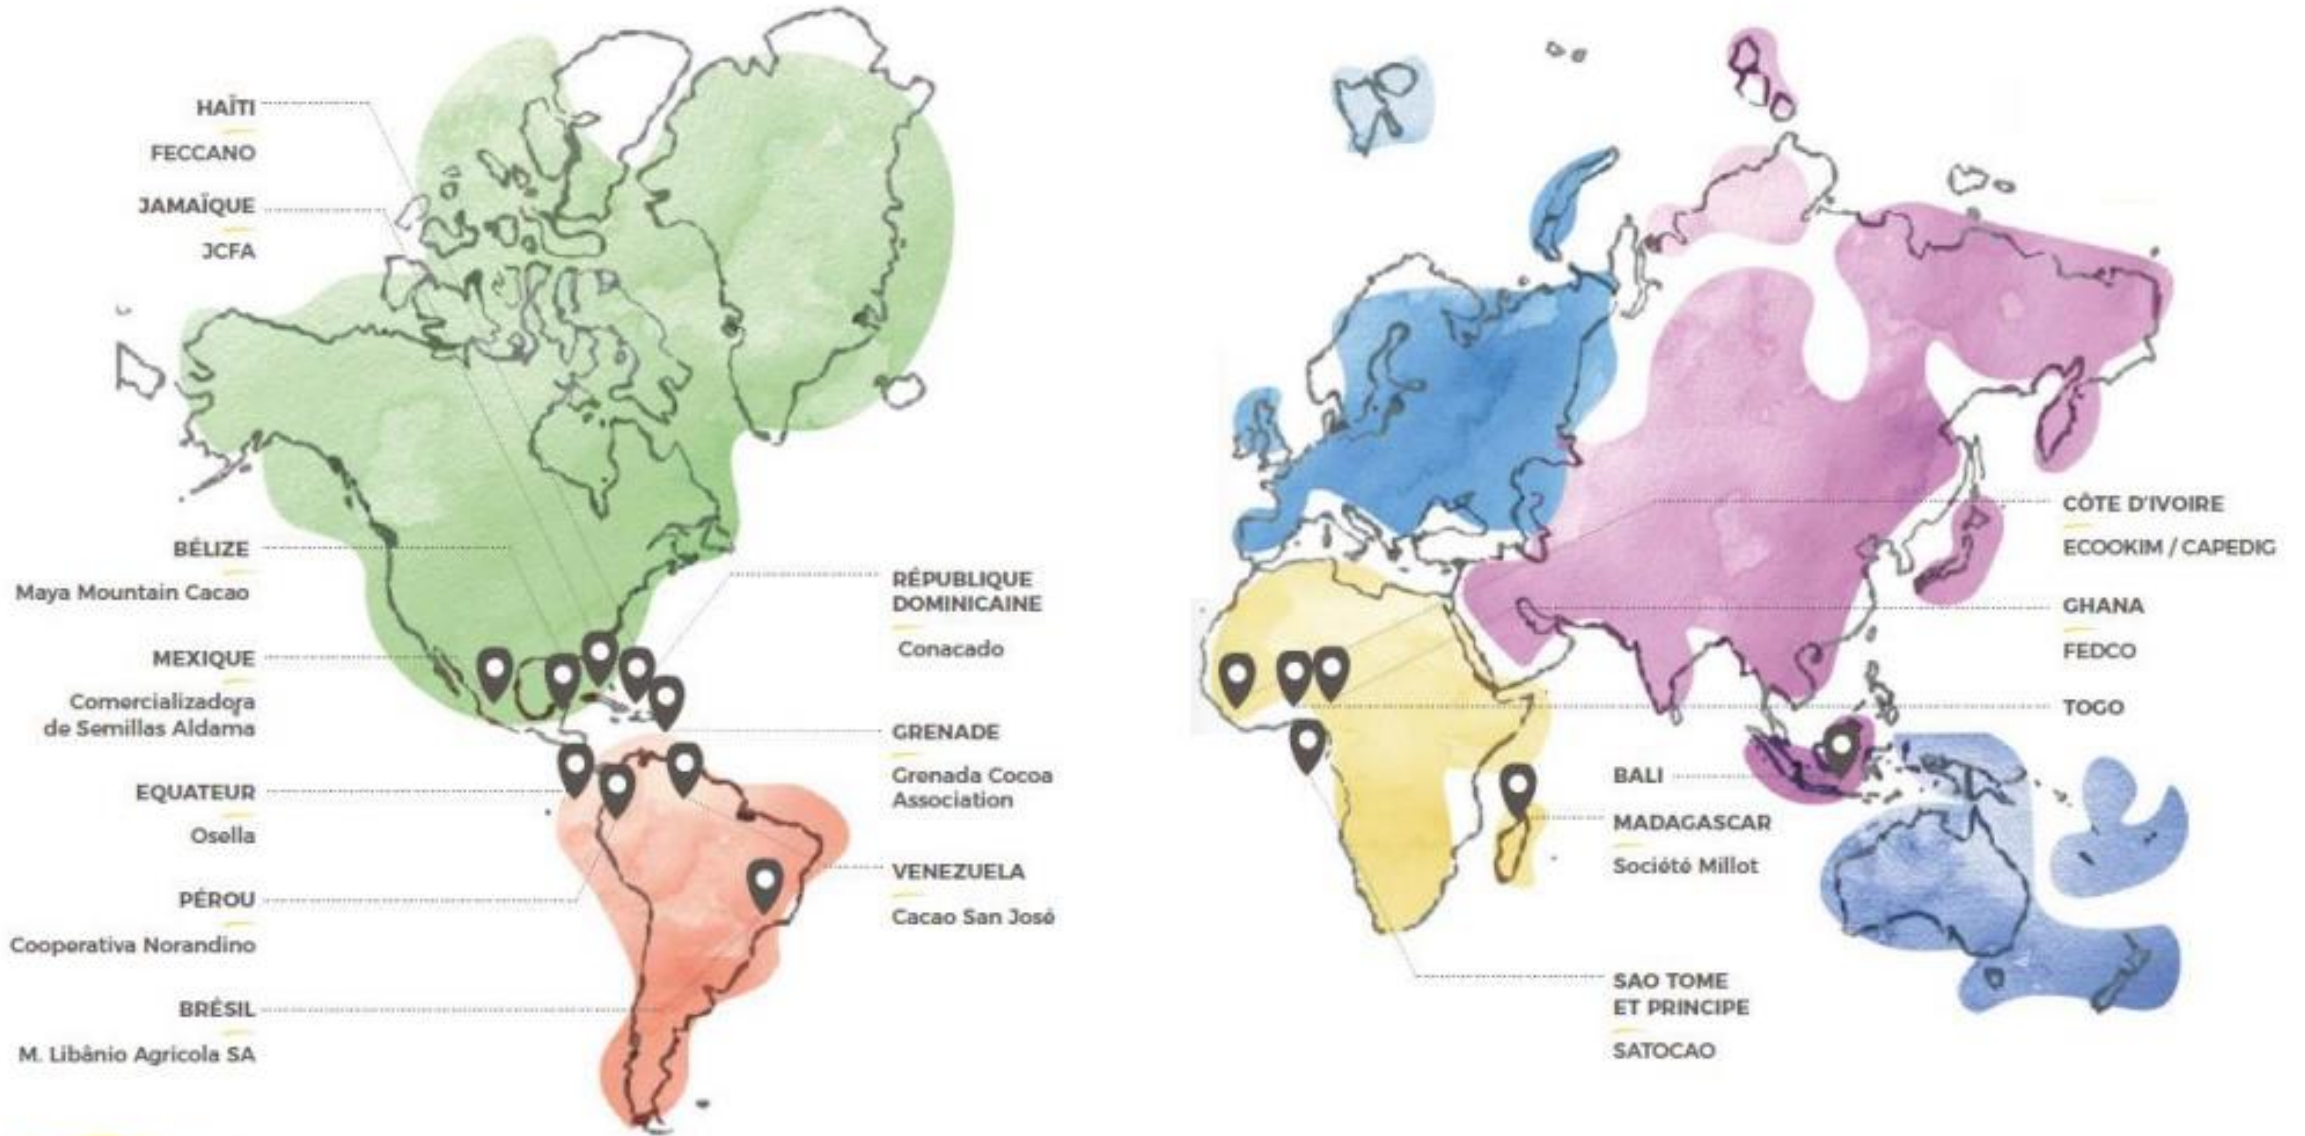 HAÏTI
FECCANO
JAMAÏQUE
JCFA
BÉLIZE
Maya Mountain Cacao
MEXIQUE
Comercializadora
de Semillas Aldama
EQUATEUR
Osella
PÉROU
Cooperativa Norandino
BRÉSIL
M. Libânio Agricola SA
RÉPUBLIQUE
DOMINICAINE
Conacado
GRENADE
Grenada Cocoa
Association
VENEZUELA
Cacao San José
CÔTE D'IVOIRE
ECOOKIM / CAPEDIG
GHANA
FEDCO
TOGO
BALI
MADAGASCAR
Société Millot
SAO TOME
ET PRINCIPE
SATOCAO